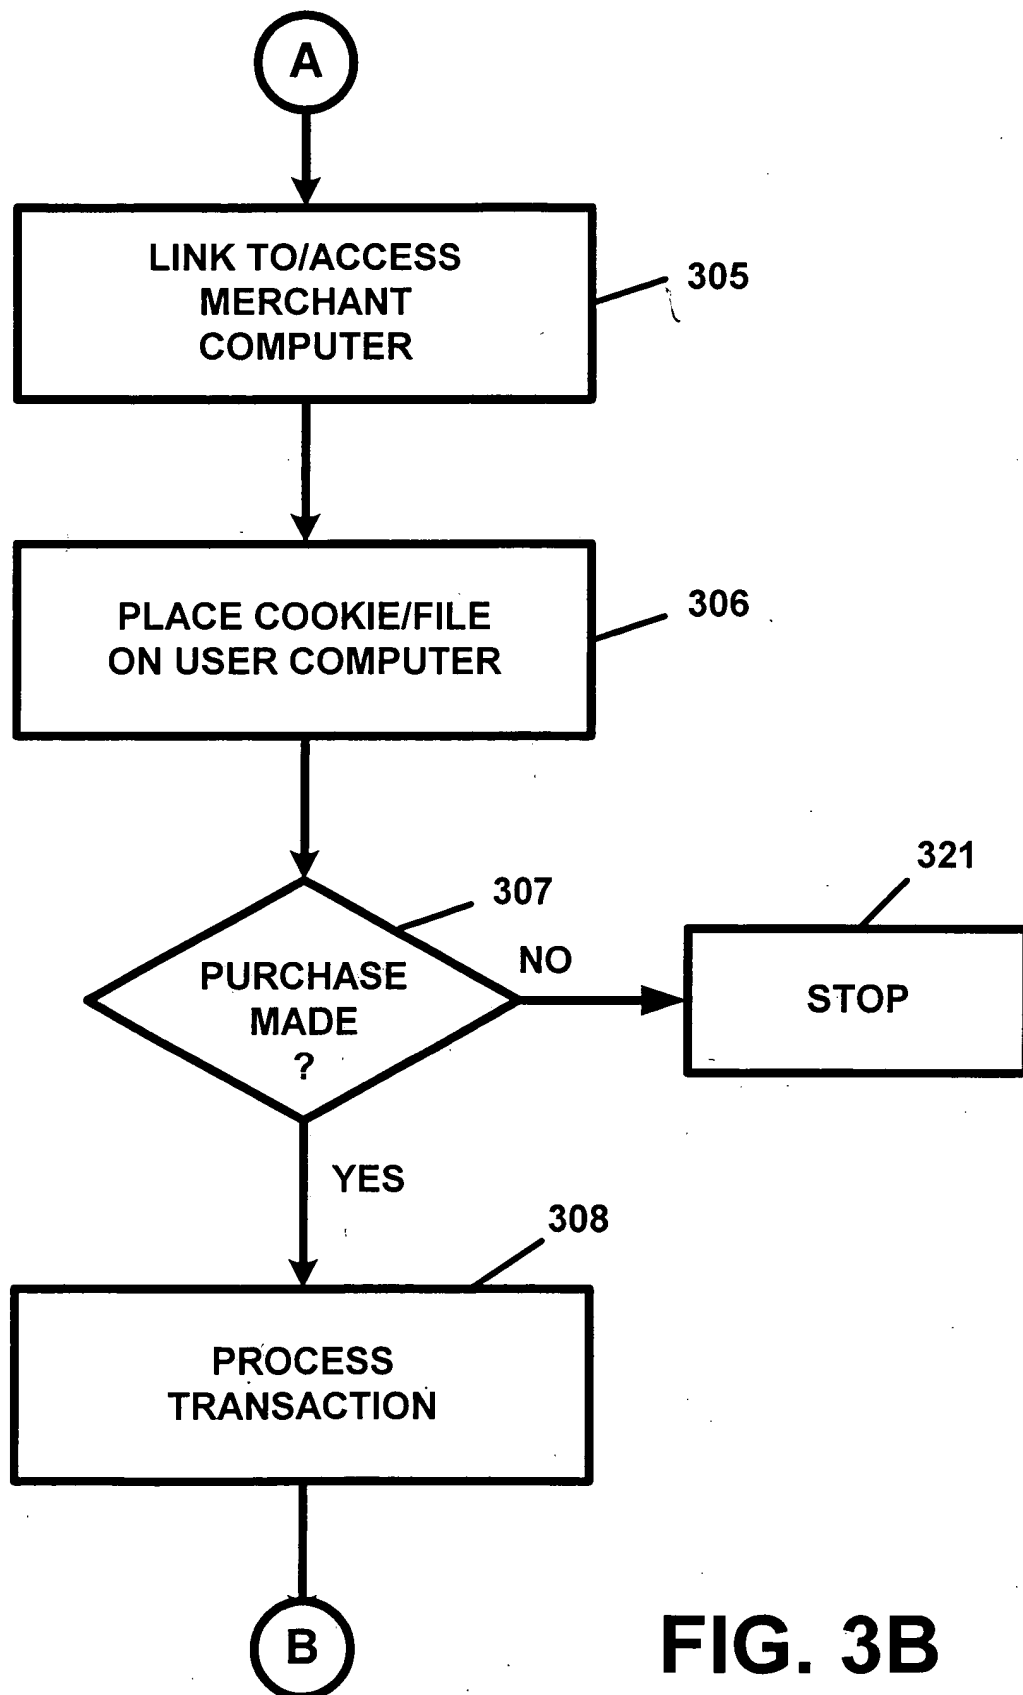 A
LINK TO/ACCESS
MERCHANT
COMPUTER
305
PLACE COOKIE/FILE
ON USER COMPUTER
306
307
PURCHASE
MADE
?
NO
321
STOP
YES
308
PROCESS
TRANSACTION
B
FIG. 3B